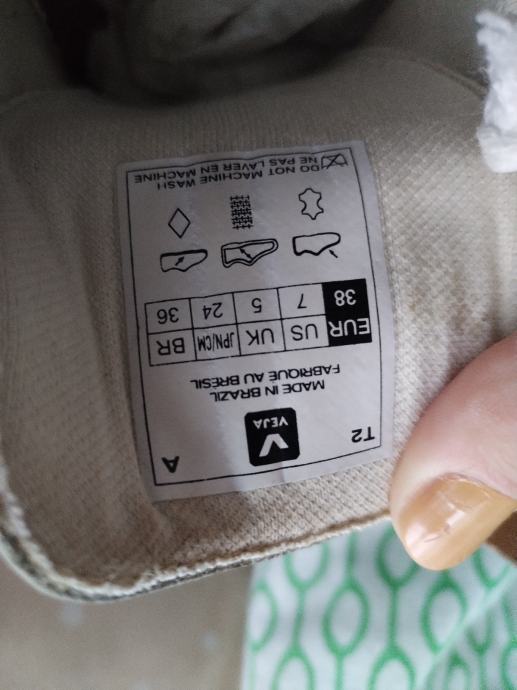 T2 A
VEJA
MADE IN BRAZIL
FABRIQUÉ AU BRÉSIL
EUR US UK JPN/CM BR
38 7 5 24 36
DO NOT MACHINE WASH
NE PAS LAVER EN MACHINE